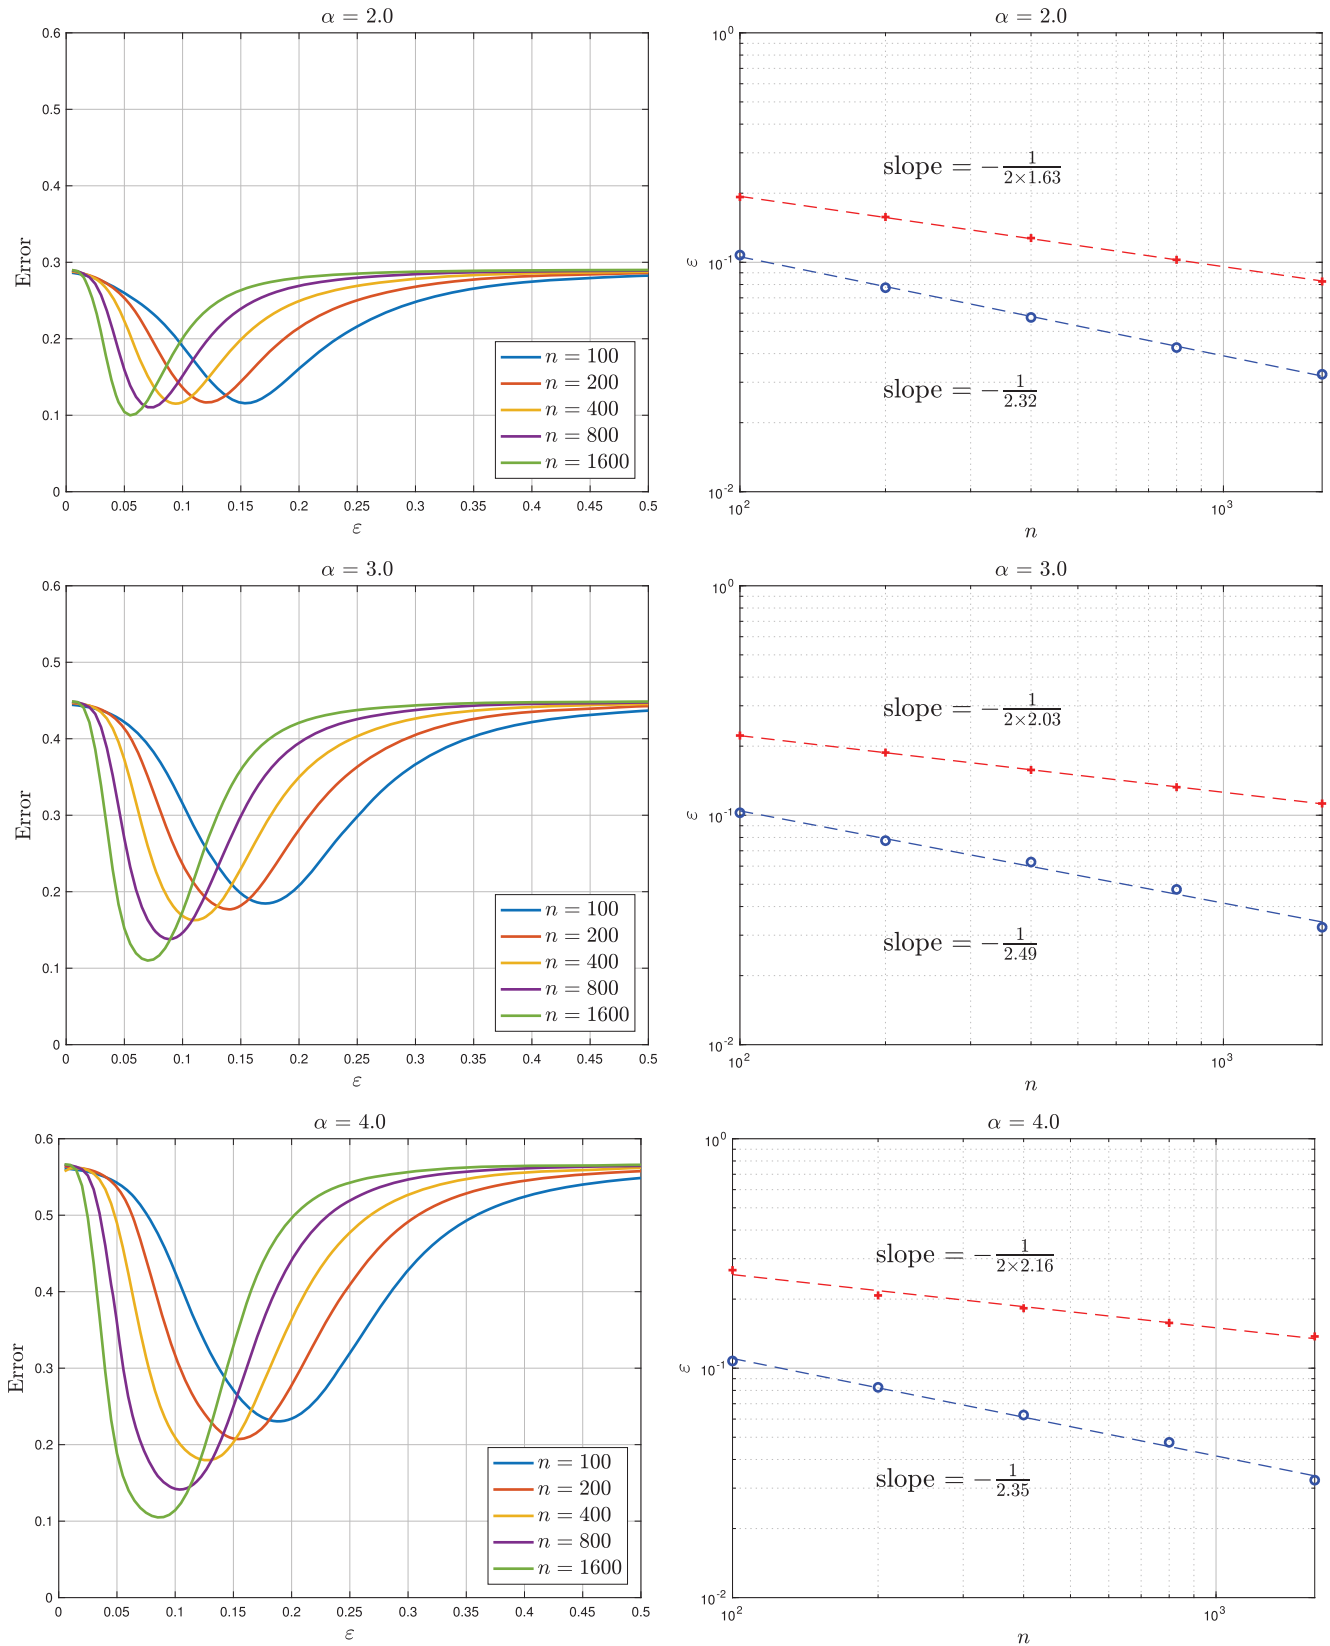 α = 2.0
0.6
0.5
0.4
0.3
0.2
0.1
0
Error
n = 100
n = 200
n = 400
n = 800
n = 1600
0 0.05 0.1 0.15 0.2 0.25 0.3 0.35 0.4 0.45 0.5
ε
α = 2.0
10^0
10^-1
10^-2
ε
slope = −1/(2×1.63)
slope = −1/2.32
10^2 10^3
n
α = 3.0
0.6
0.5
0.4
0.3
0.2
0.1
0
Error
n = 100
n = 200
n = 400
n = 800
n = 1600
0 0.05 0.1 0.15 0.2 0.25 0.3 0.35 0.4 0.45 0.5
ε
α = 3.0
10^0
10^-1
10^-2
ε
slope = −1/(2×2.03)
slope = −1/2.49
10^2 10^3
n
α = 4.0
0.6
0.5
0.4
0.3
0.2
0.1
0
Error
n = 100
n = 200
n = 400
n = 800
n = 1600
0 0.05 0.1 0.15 0.2 0.25 0.3 0.35 0.4 0.45 0.5
ε
α = 4.0
10^0
10^-1
10^-2
ε
slope = −1/(2×2.16)
slope = −1/2.35
10^2 10^3
n